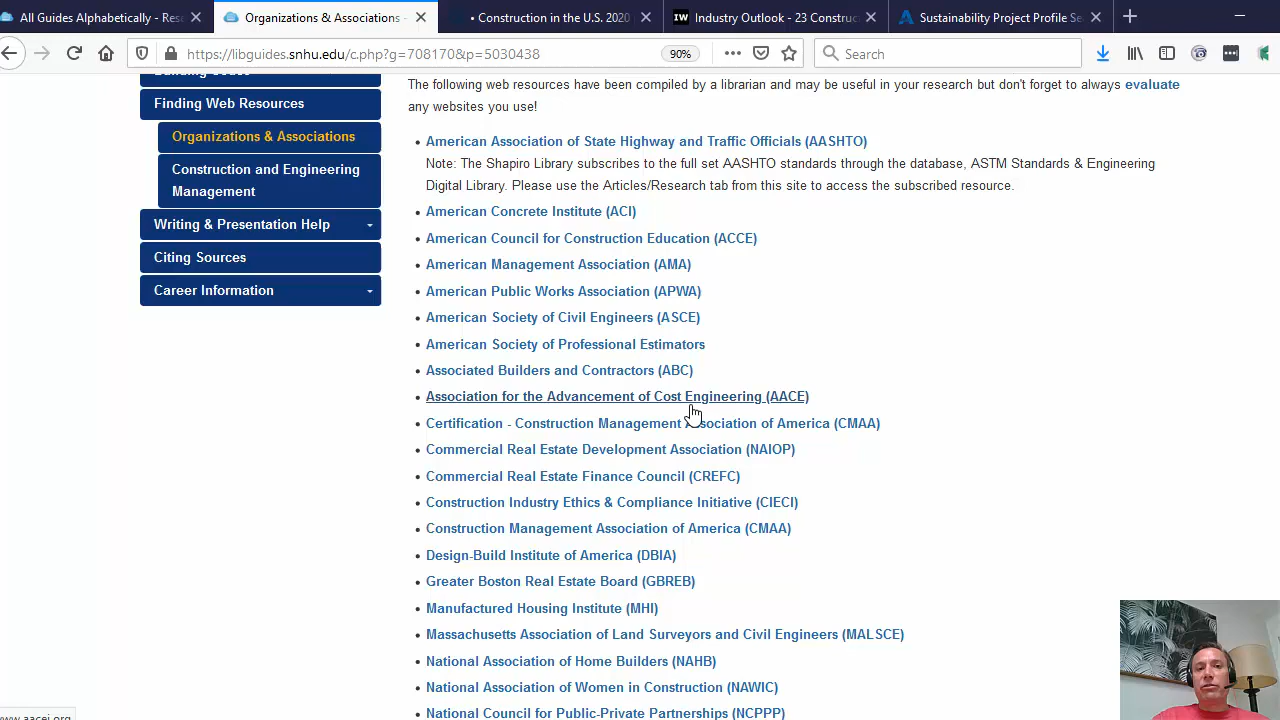 All Guides Alphabetically - Rese
Organizations & Associations -
Construction in the U.S. 2020
IW Industry Outlook - 23 Construct
Sustainability Project Profile Se
https://libguides.snhu.edu/c.php?g=708170&p=5030438
90%
Search
Finding Web Resources
Organizations & Associations
Construction and Engineering
Management
Writing & Presentation Help
Citing Sources
Career Information
The following web resources have been compiled by a librarian and may be useful in your research but don't forget to always evaluate
any websites you use!
• American Association of State Highway and Traffic Officials (AASHTO)
Note: The Shapiro Library subscribes to the full set AASHTO standards through the database, ASTM Standards & Engineering
Digital Library. Please use the Articles/Research tab from this site to access the subscribed resource.
• American Concrete Institute (ACI)
• American Council for Construction Education (ACCE)
• American Management Association (AMA)
• American Public Works Association (APWA)
• American Society of Civil Engineers (ASCE)
• American Society of Professional Estimators
• Associated Builders and Contractors (ABC)
• Association for the Advancement of Cost Engineering (AACE)
• Certification - Construction Management Association of America (CMAA)
• Commercial Real Estate Development Association (NAIOP)
• Commercial Real Estate Finance Council (CREFC)
• Construction Industry Ethics & Compliance Initiative (CIECI)
• Construction Management Association of America (CMAA)
• Design-Build Institute of America (DBIA)
• Greater Boston Real Estate Board (GBREB)
• Manufactured Housing Institute (MHI)
• Massachusetts Association of Land Surveyors and Civil Engineers (MALSCE)
• National Association of Home Builders (NAHB)
• National Association of Women in Construction (NAWIC)
• National Council for Public-Private Partnerships (NCPPP)
www.aacei.org